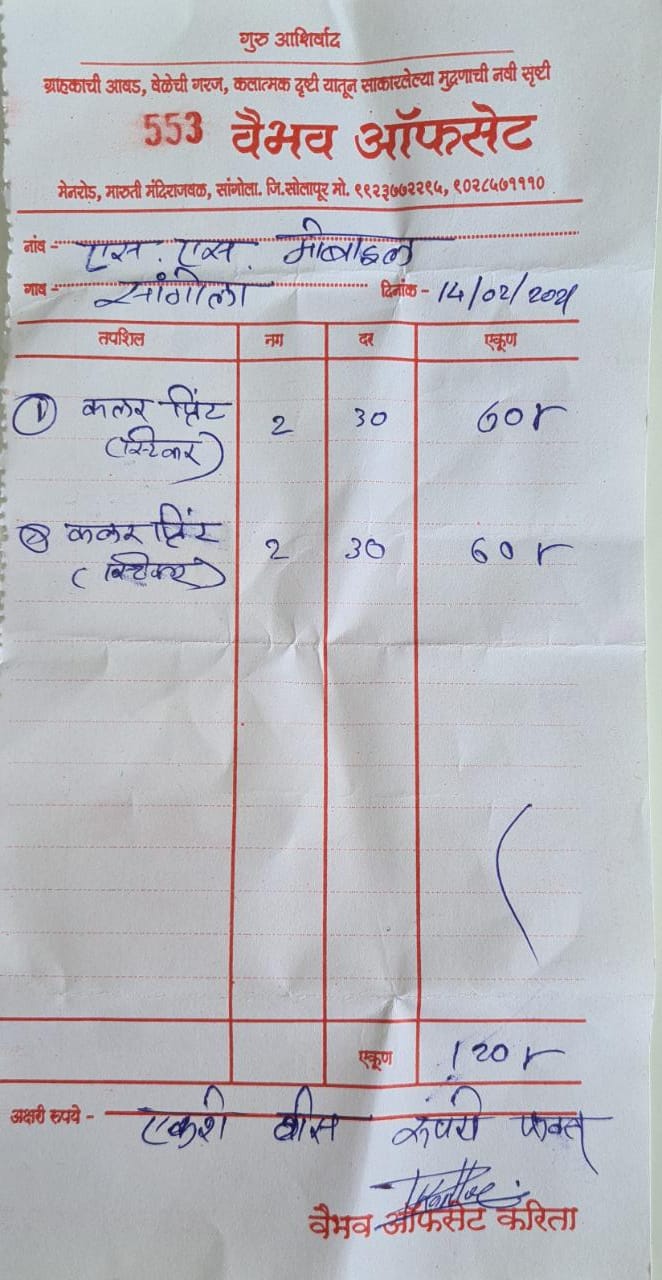 गुरु आशिर्वाद
ग्राहकाची आवड, वेळेची गरज, कलात्मक दृष्टी यातून साकारलेल्या मुद्रणाची नवी सृष्टी
553 वैभव ऑफसेट
मेनरोड, मारुती मंदिराजवळ, सांगोला. जि.सोलापूर मो. ९९२३७७२२९५, ९०२८५७१११०
नांव - एस. एस. मोबाइल
गाव - सांगोला दिनांक - 14/02/2021
तपशिल नग दर एकूण
① कलर प्रिंट 2 30 60 r
(स्टिकर)
② कलर प्रिंट 2 30 60 r
(स्टिकर)
एकूण 120 r
अक्षरी रुपये - एकशे वीस रुपये फक्त
वैभव ऑफसेट करिता